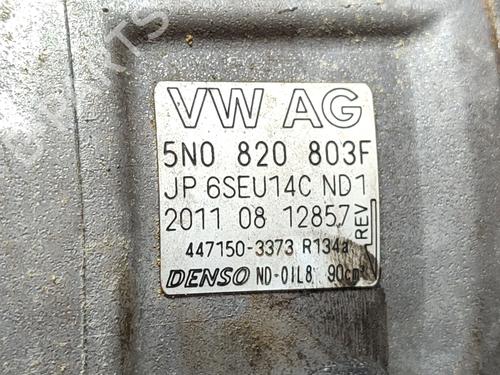 VW AG
5N0 820 803F
JP 6SEU14C ND1
2011 08 12857
REV
447150-3373 R134a
DENSO ND-OIL8 90cm³
PARTS